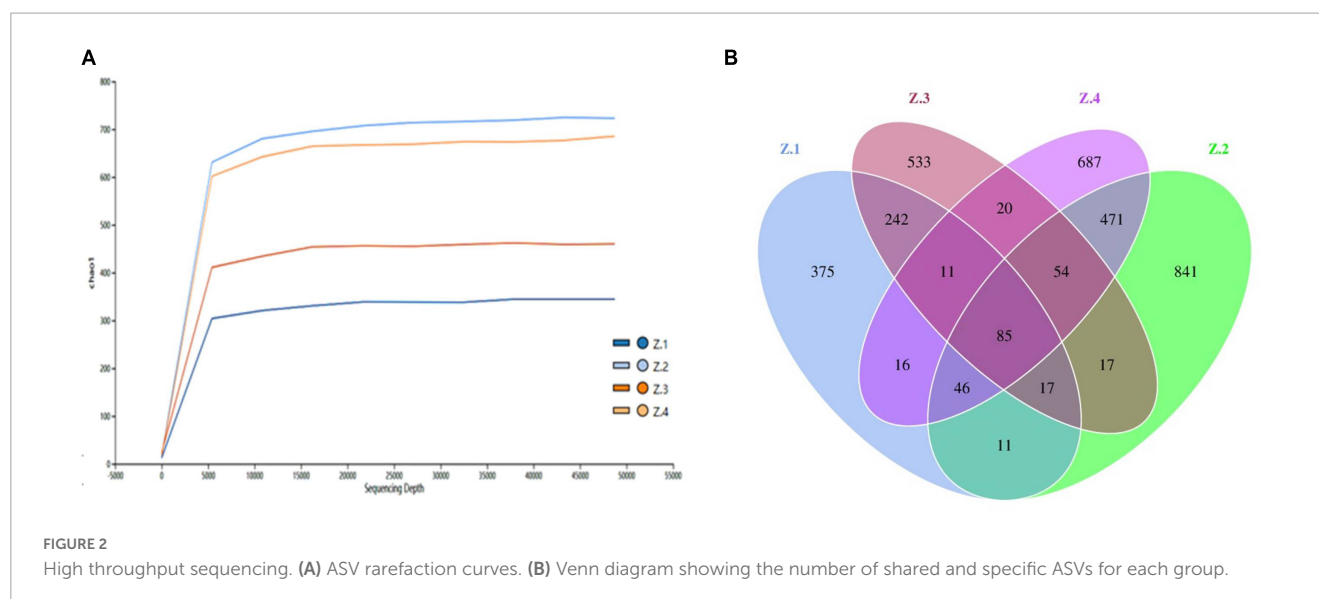 A
B
800
700
600
500
400
300
200
100
0
chao1
-5000 0 5000 10000 15000 20000 25000 30000 35000 40000 45000 50000 55000
Sequencing Depth
Z.1
Z.2
Z.3
Z.4
Z.3
Z.4
Z.1
Z.2
533
687
242
20
471
375
11
54
841
85
16
46
17
17
11
FIGURE 2
High throughput sequencing. (A) ASV rarefaction curves. (B) Venn diagram showing the number of shared and specific ASVs for each group.